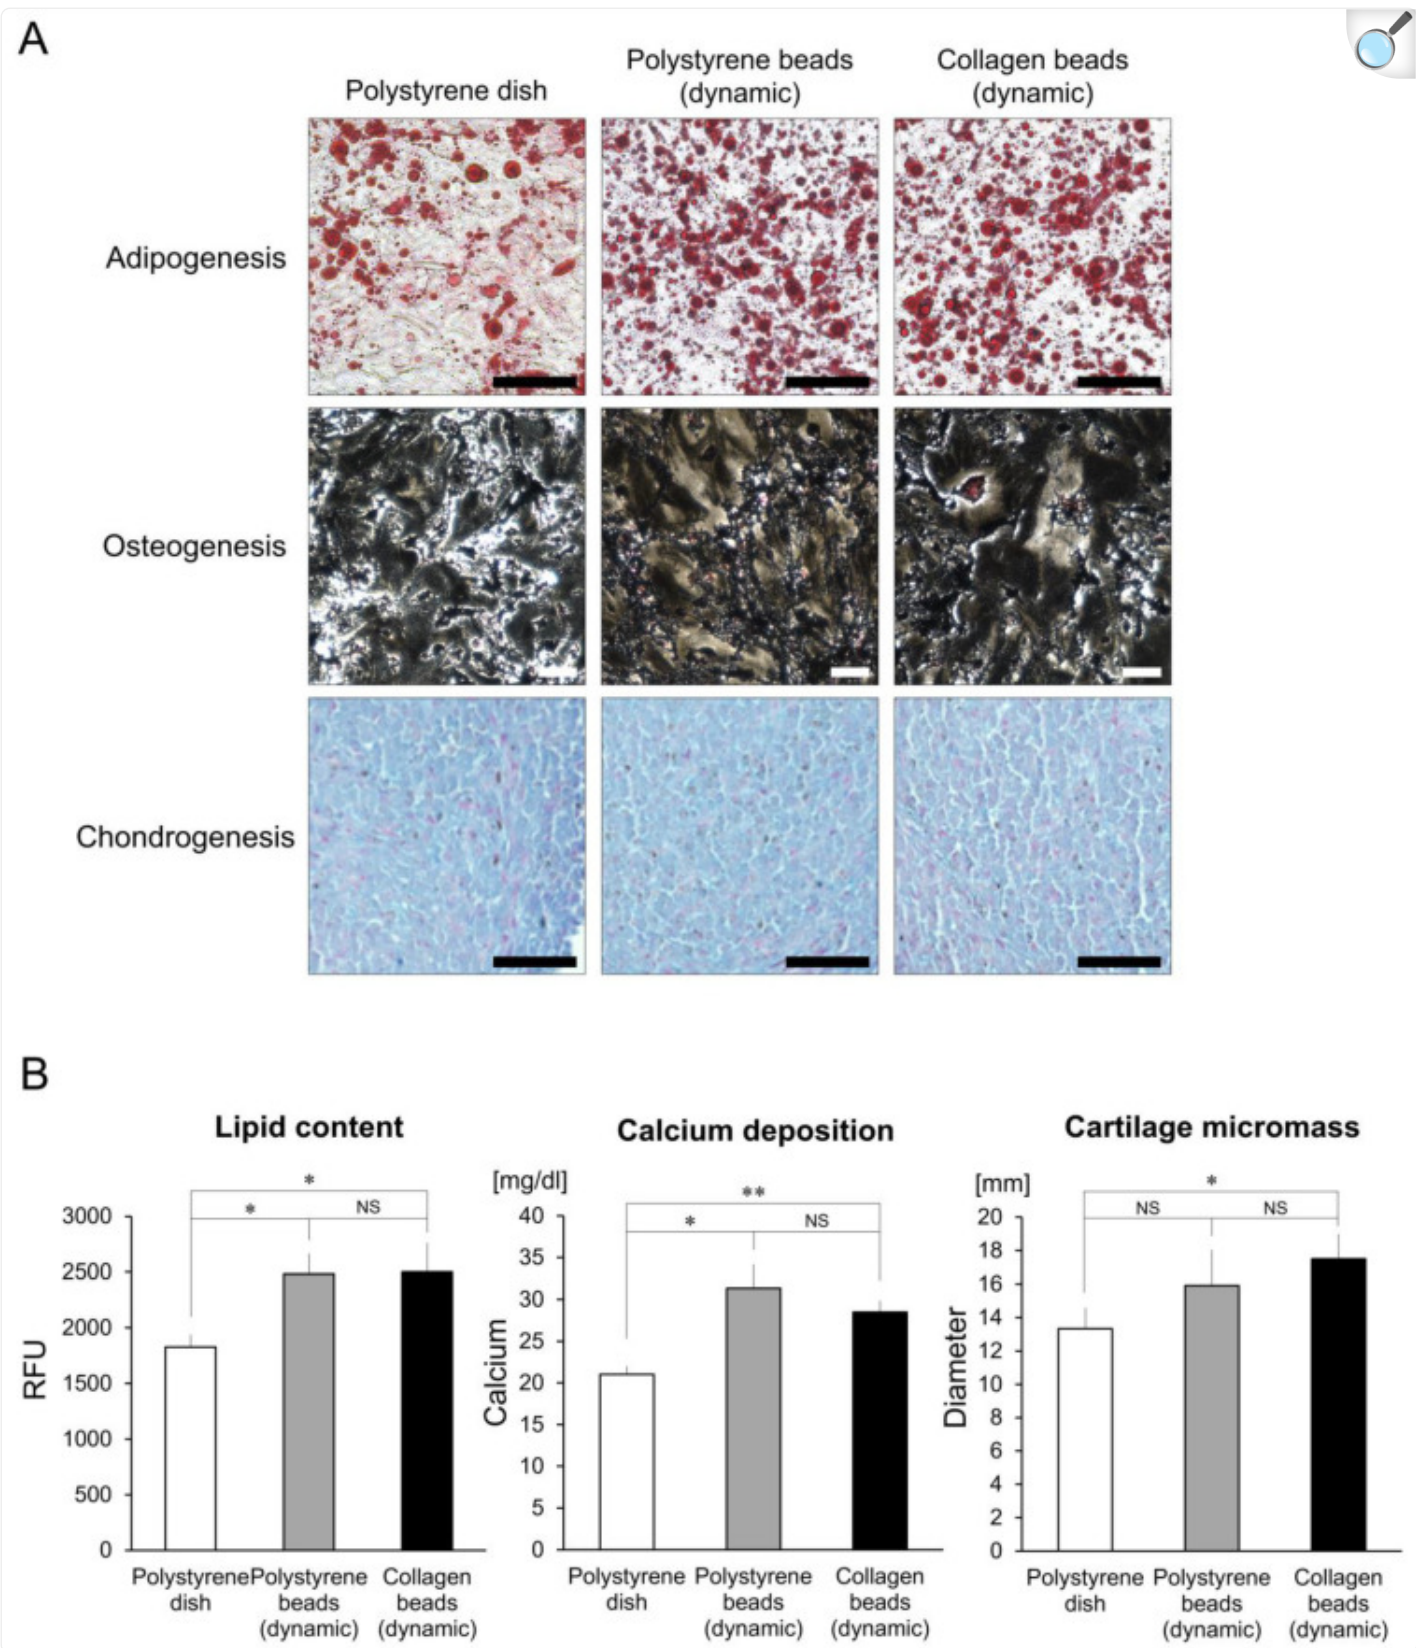 A
Polystyrene dish
Polystyrene beads
(dynamic)
Collagen beads
(dynamic)
Adipogenesis
Osteogenesis
Chondrogenesis
B
Lipid content
*
*
NS
RFU
3000
2500
2000
1500
1000
500
0
Polystyrene
dish
Polystyrene
beads
(dynamic)
Collagen
beads
(dynamic)
Calcium deposition
[mg/dl]
**
*
NS
Calcium
40
35
30
25
20
15
10
5
0
Polystyrene
dish
Polystyrene
beads
(dynamic)
Collagen
beads
(dynamic)
Cartilage micromass
[mm]
*
NS
NS
Diameter
20
18
16
14
12
10
8
6
4
2
0
Polystyrene
dish
Polystyrene
beads
(dynamic)
Collagen
beads
(dynamic)